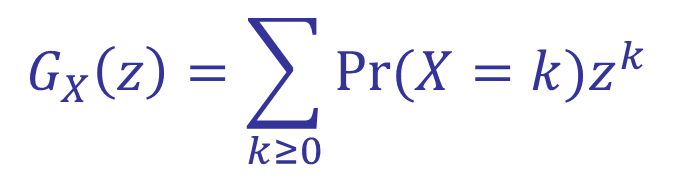 G_X(z) = ∑_{k≥0} Pr(X = k)z^k